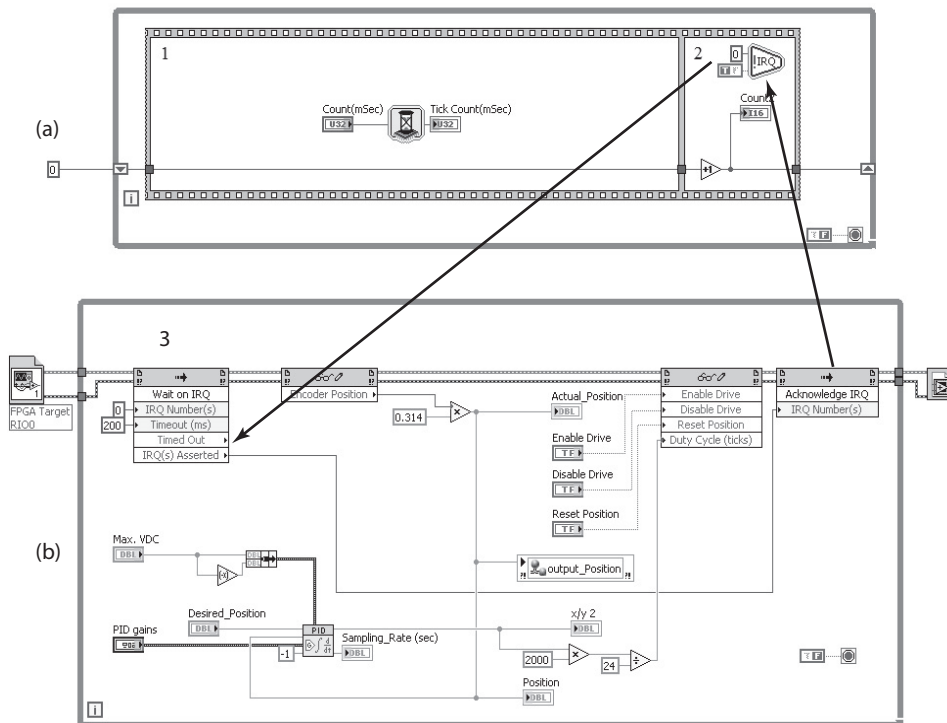 1
2
0
T F
!IRQ
Count(mSec)
U32
Tick Count(mSec)
U32
I16
(a)
0
+1
i
F
3
FPGA Target
RIO0
1
Wait on IRQ
0
IRQ Number(s)
200
Timeout (ms)
Timed Out
IRQ(s) Asserted
Encoder Position
0.314
×
Actual_Position
DBL
Enable Drive
TF
Disable Drive
TF
Reset Position
TF
Enable Drive
Disable Drive
Reset Position
Duty Cycle (ticks)
Acknowledge IRQ
IRQ Number(s)
(b)
Max. VDC
DBL
DBL
DBL
output_Position
Desired_Position
DBL
PID gains
PID
-1
Sampling_Rate (sec)
DBL
x/y 2
DBL
2000
×
24
÷
Position
DBL
F
i